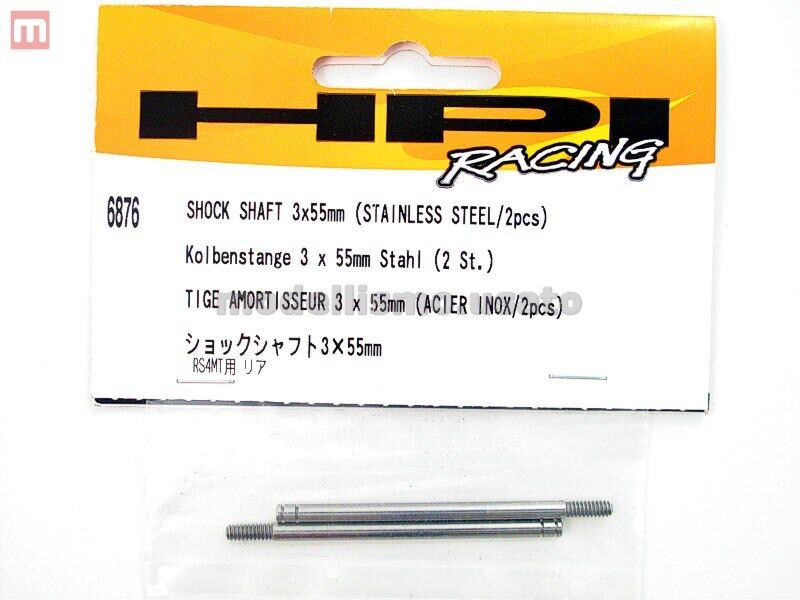 m
HPI
RACING
6876
SHOCK SHAFT 3x55mm (STAINLESS STEEL/2pcs)
Kolbenstange 3 x 55mm Stahl (2 St.)
TIGE AMORTISSEUR 3 x 55mm (ACIER INOX/2pcs)
modellismo usato
ショックシャフト3×55mm
RS4MT用 リア